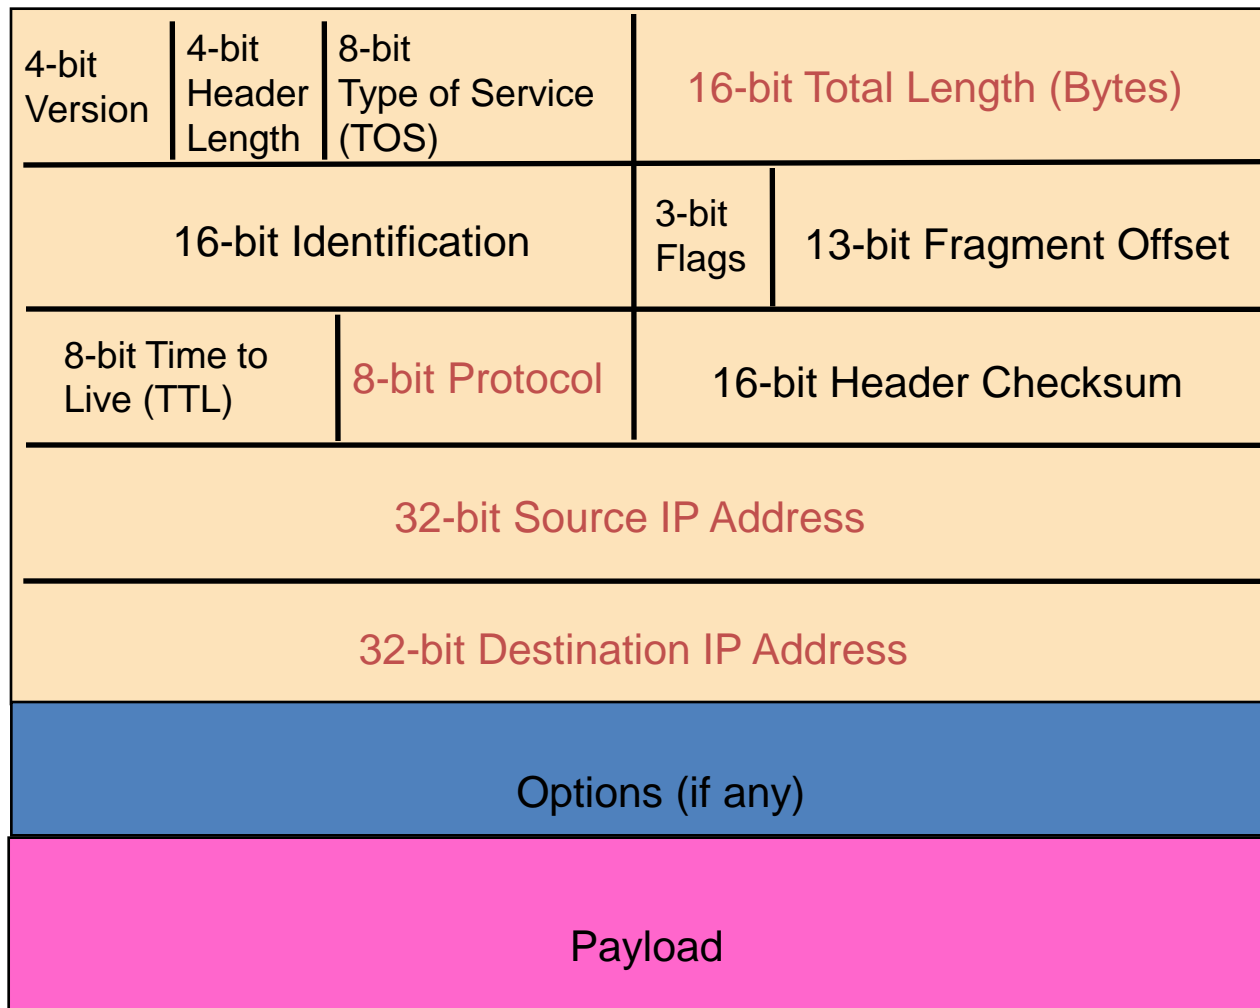 4-bit
Version
4-bit
Header
Length
8-bit
Type of Service
(TOS)
16-bit Total Length (Bytes)
16-bit Identification
3-bit
Flags
13-bit Fragment Offset
8-bit Time to
Live (TTL)
8-bit Protocol
16-bit Header Checksum
32-bit Source IP Address
32-bit Destination IP Address
Options (if any)
Payload